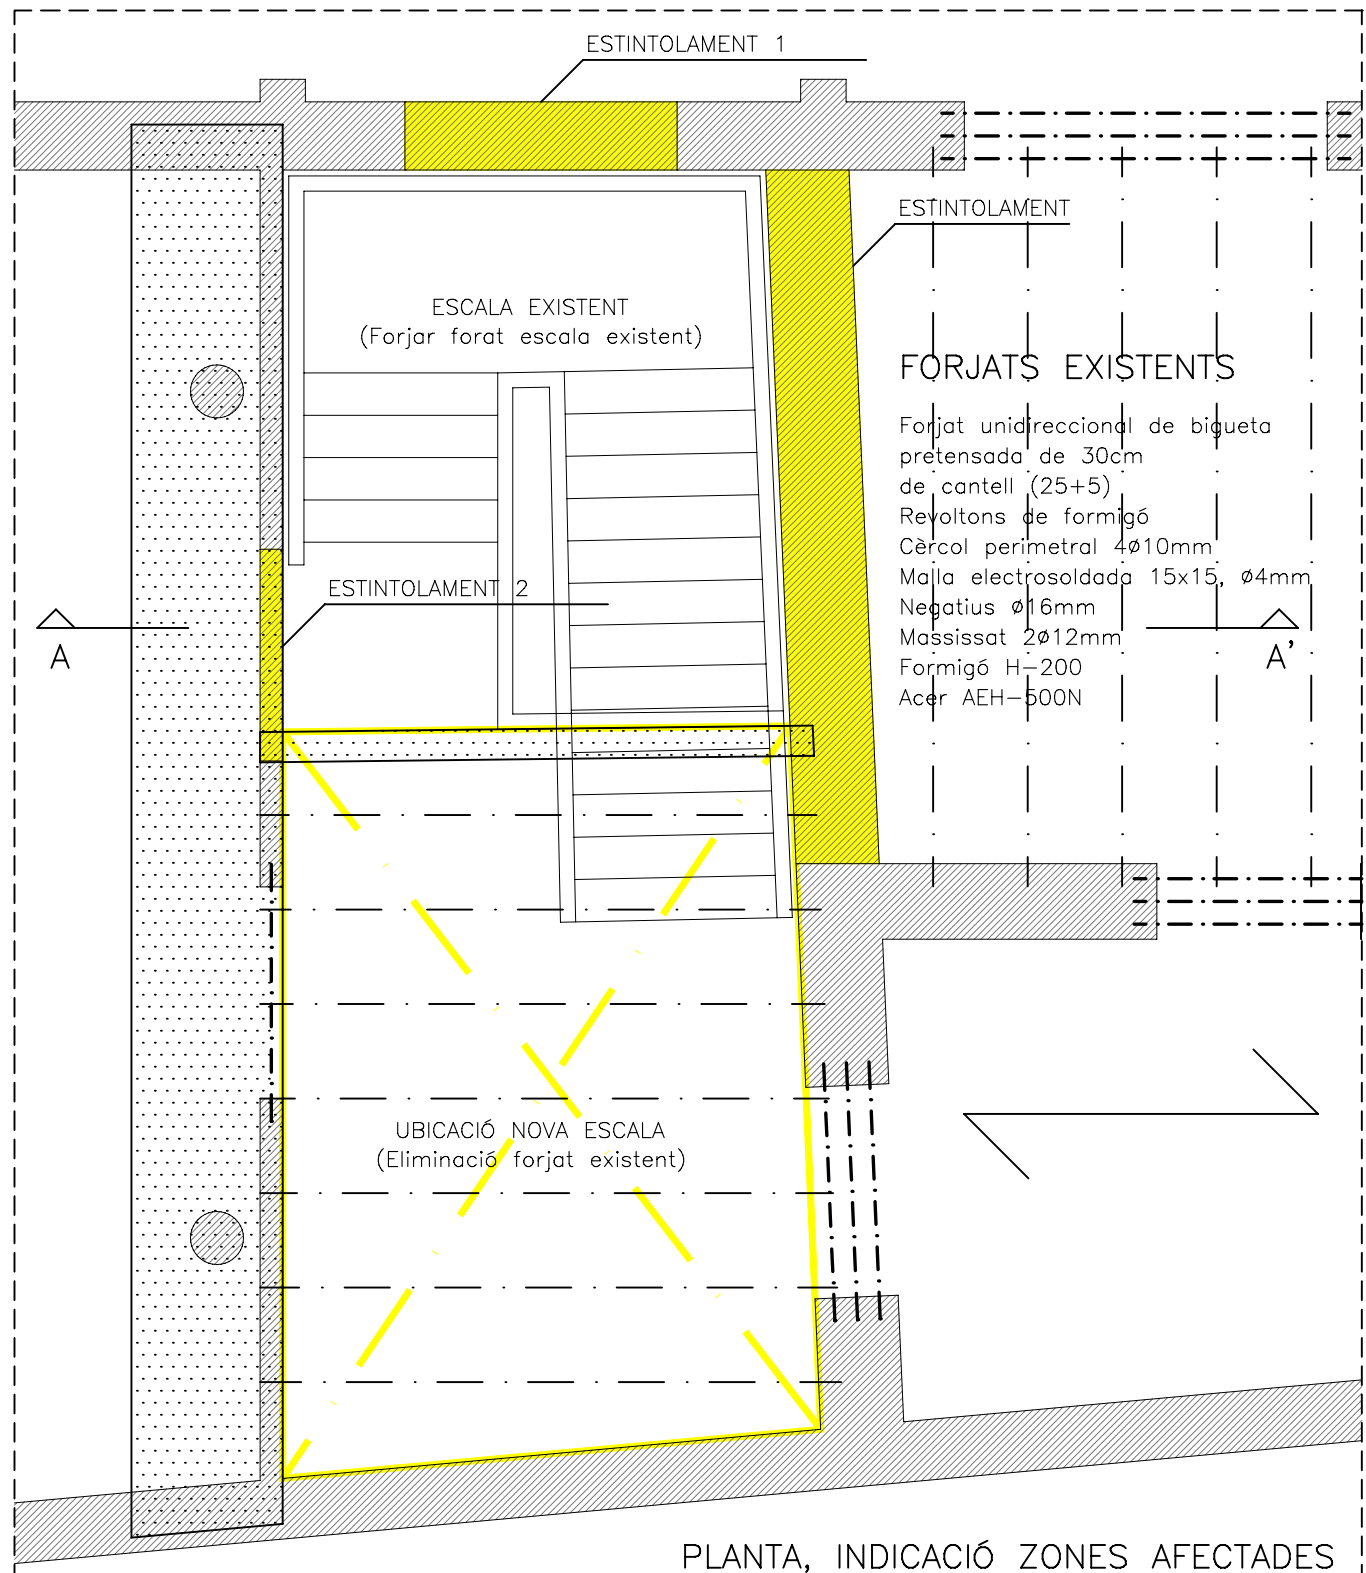 ESTINTOLAMENT 1
ESTINTOLAMENT
ESCALA EXISTENT
(Forjar forat escala existent)
FORJATS EXISTENTS
Forjat unidireccional de bigueta
pretensada de 30cm
de cantell (25+5)
Revoltons de formigó
Cèrcol perimetral 4ø10mm
Malla electrosoldada 15x15, ø4mm
Negatius ø16mm
Massissat 2ø12mm
Formigó H-200
Acer AEH-500N
ESTINTOLAMENT 2
A
A'
UBICACIÓ NOVA ESCALA
(Eliminació forjat existent)
PLANTA, INDICACIÓ ZONES AFECTADES